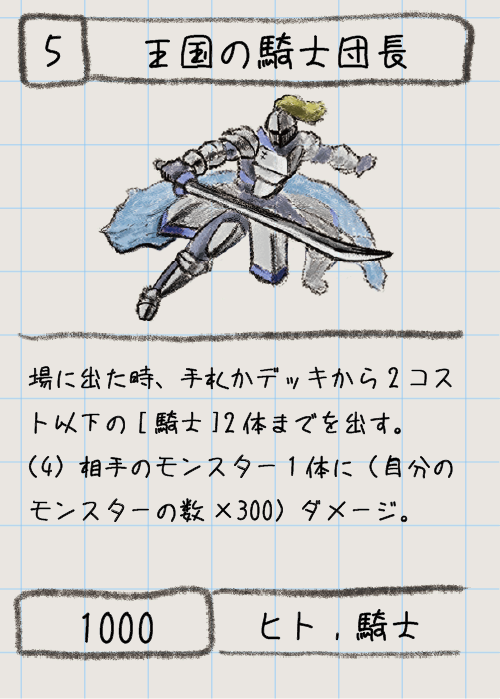 5 王国の騎士団長
場に出た時、手札かデッキから2コス
ト以下の[騎士]2体までを出す。
(4) 相手のモンスター1体に(自分の
モンスターの数×300)ダメージ。
1000 ヒト,騎士